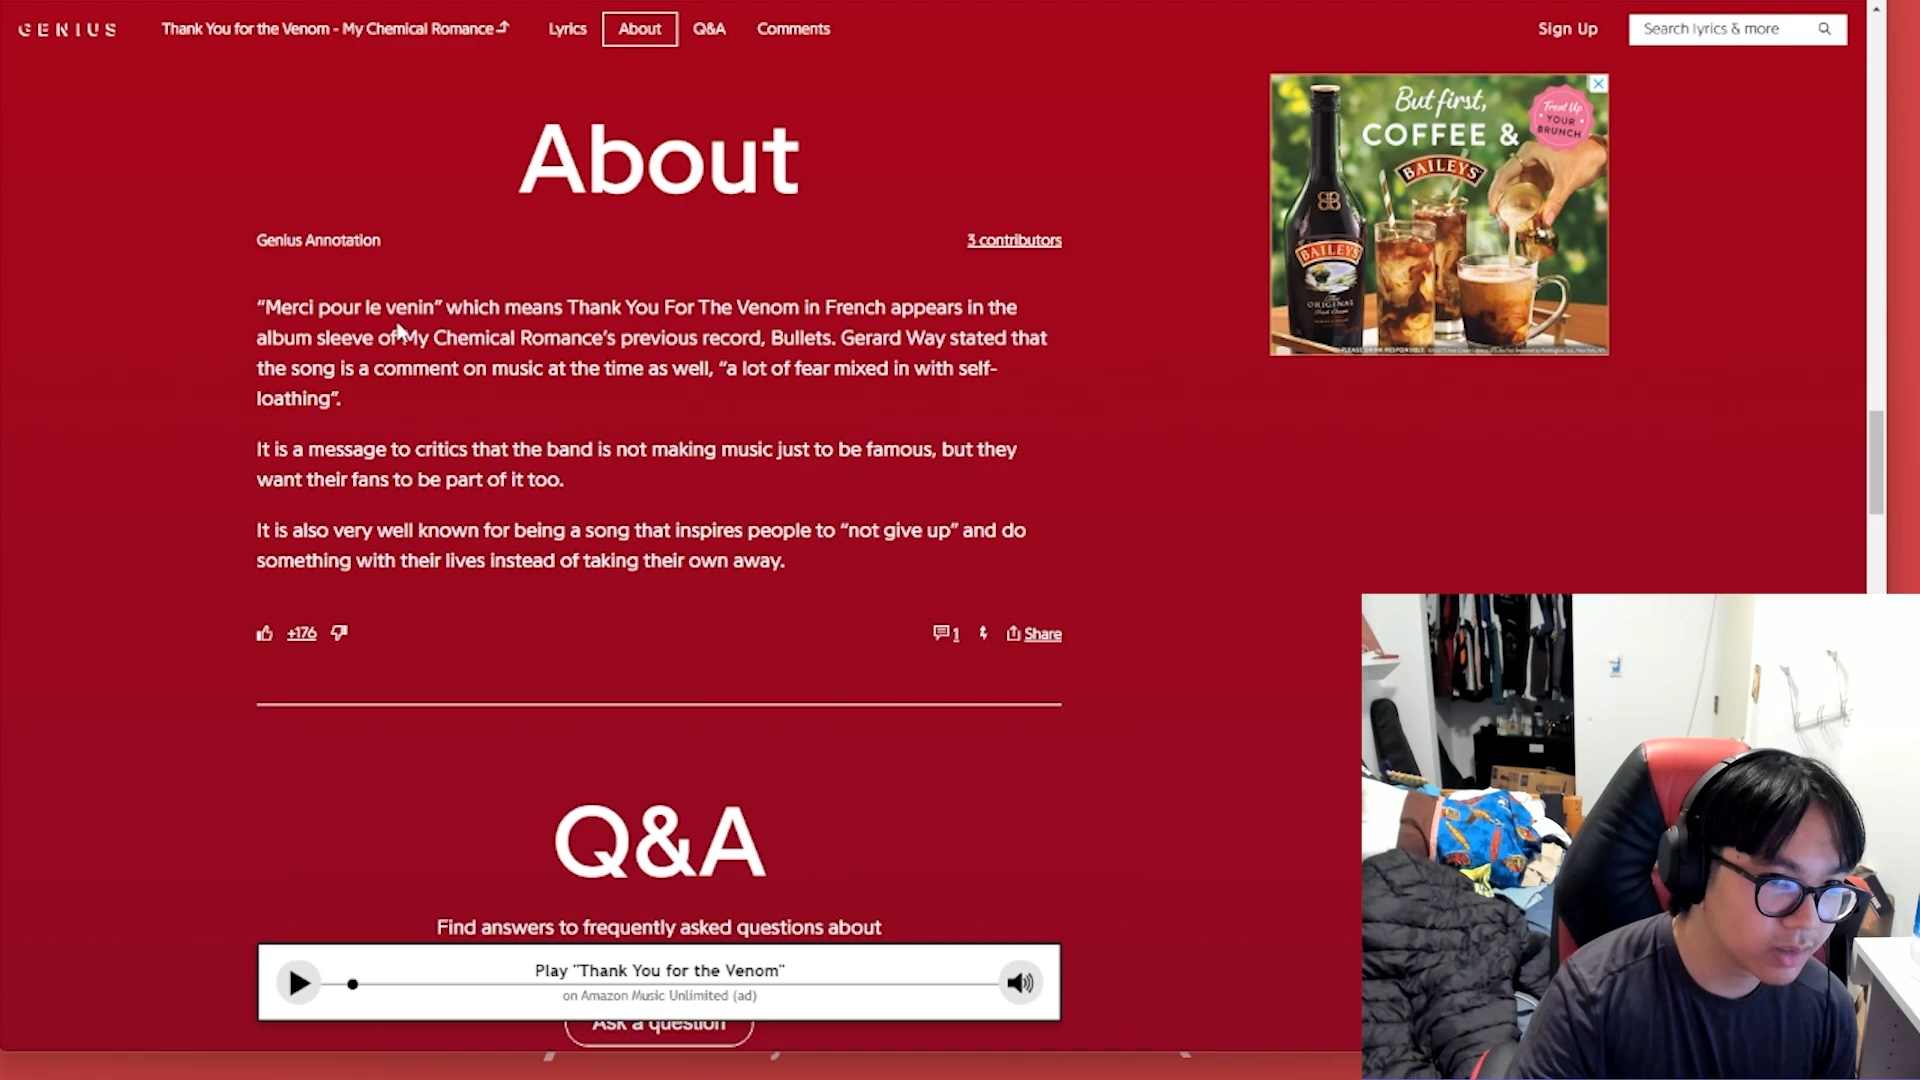 GENIUS
Thank You for the Venom - My Chemical Romance
Lyrics
About
Q&A
Comments
Sign Up
Search lyrics & more
About
Genius Annotation
3 contributors
“Merci pour le venin” which means Thank You For The Venom in French appears in the
album sleeve of My Chemical Romance’s previous record, Bullets. Gerard Way stated that
the song is a comment on music at the time as well, “a lot of fear mixed in with self-
loathing”.
It is a message to critics that the band is not making music just to be famous, but they
want their fans to be part of it too.
It is also very well known for being a song that inspires people to “not give up” and do
something with their lives instead of taking their own away.
+176
1
Share
But first,
COFFEE &
BAILEYS
Treat Up
YOUR
BRUNCH
BAILEYS
THE
ORIGINAL
Q&A
Find answers to frequently asked questions about
Play "Thank You for the Venom"
on Amazon Music Unlimited (ad)
Ask a question